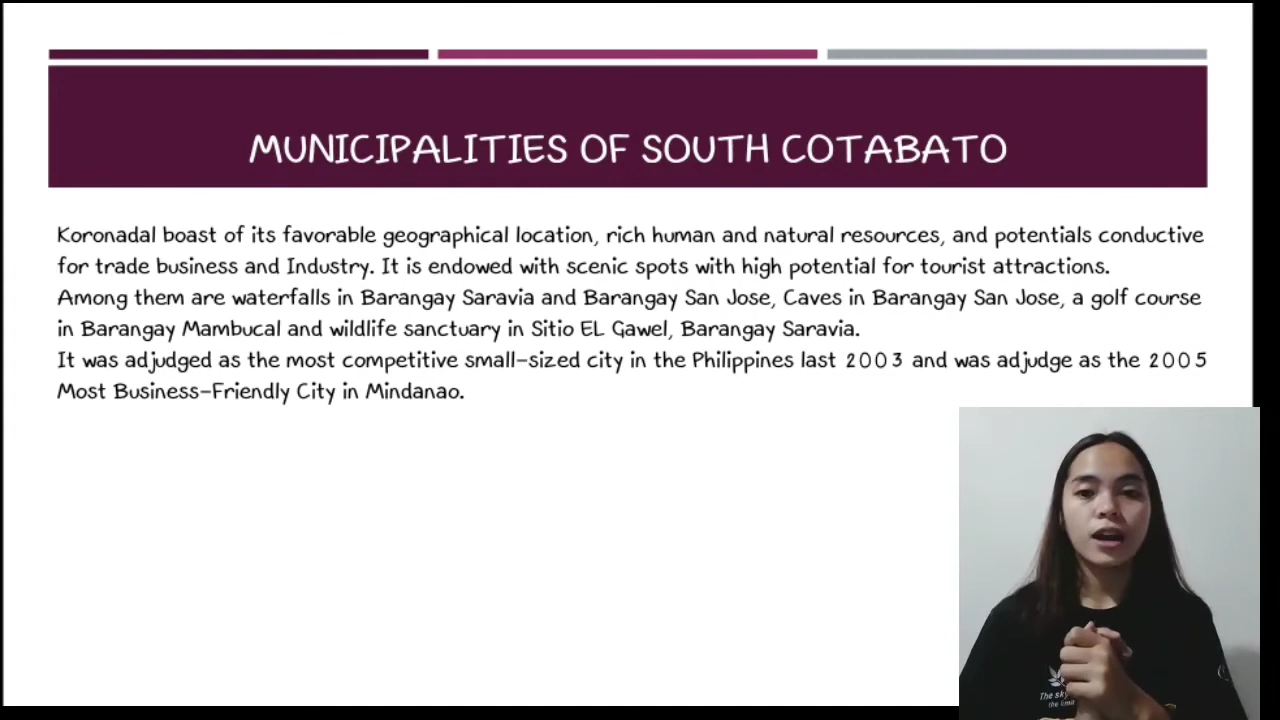 MUNICIPALITIES OF SOUTH COTABATO
Koronadal boast of its favorable geographical location, rich human and natural resources, and potentials conductive
for trade business and Industry. It is endowed with scenic spots with high potential for tourist attractions.
Among them are waterfalls in Barangay Saravia and Barangay San Jose, Caves in Barangay San Jose, a golf course
in Barangay Mambucal and wildlife sanctuary in Sitio EL Gawel, Barangay Saravia.
It was adjudged as the most competitive small-sized city in the Philippines last 2003 and was adjudge as the 2005
Most Business-Friendly City in Mindanao.
The sky
the limit